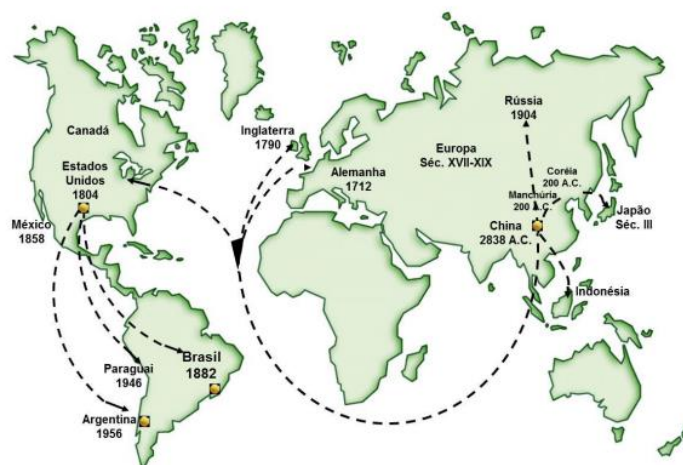 Canadá
Estados
Unidos
1804
México
1858
Inglaterra
1790
Alemanha
1712
Europa
Séc. XVII-XIX
Rússia
1904
Coréia
200 A.C.
Manchúria
200 A.C.
China
2838 A.C.
Japão
Séc. III
Indonésia
Brasil
1882
Paraguai
1946
Argentina
1956